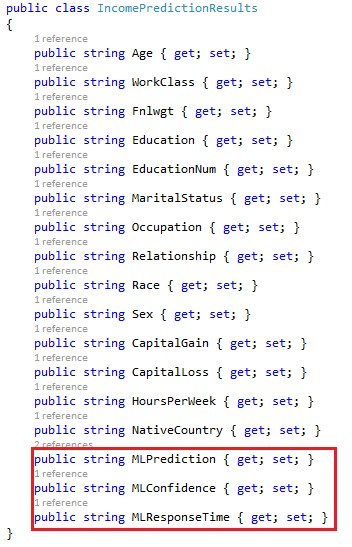 public class IncomePredictionResults
{
1 reference
public string Age { get; set; }
1 reference
public string WorkClass { get; set; }
1 reference
public string Fnlwgt { get; set; }
1 reference
public string Education { get; set; }
1 reference
public string EducationNum { get; set; }
1 reference
public string MaritalStatus { get; set; }
1 reference
public string Occupation { get; set; }
1 reference
public string Relationship { get; set; }
1 reference
public string Race { get; set; }
1 reference
public string Sex { get; set; }
1 reference
public string CapitalGain { get; set; }
1 reference
public string CapitalLoss { get; set; }
1 reference
public string HoursPerWeek { get; set; }
1 reference
public string NativeCountry { get; set; }
2 references
public string MLPrediction { get; set; }
1 reference
public string MLConfidence { get; set; }
1 reference
public string MLResponseTime { get; set; }
}